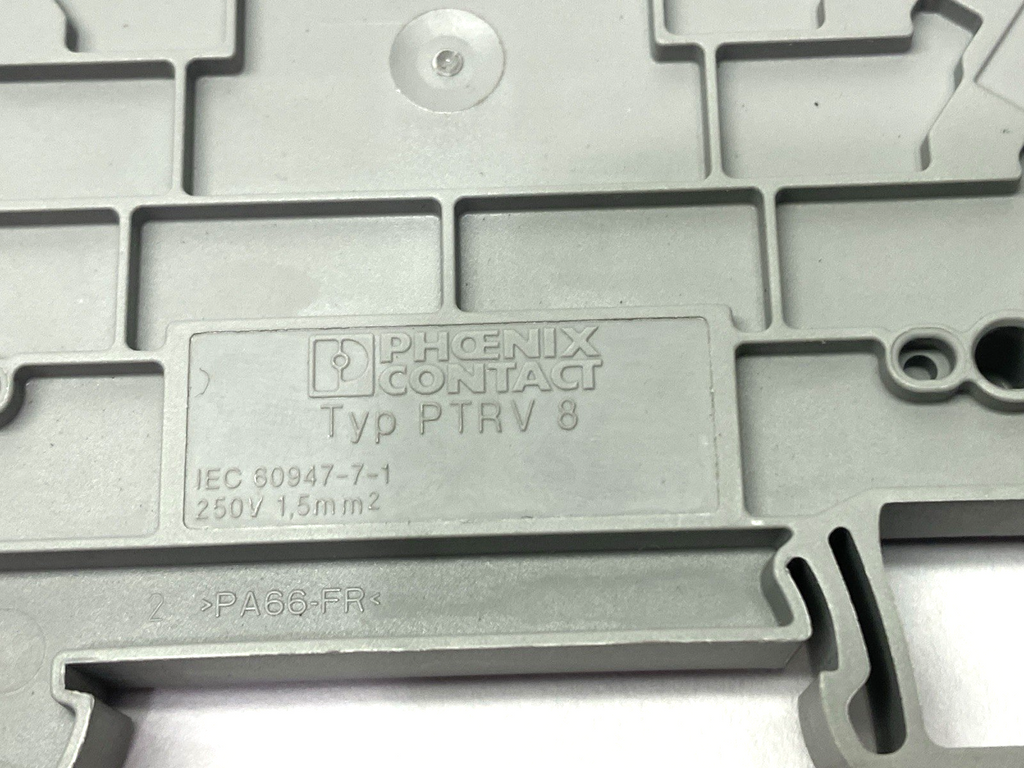 PHŒNIX
CONTACT
Typ PTRV 8
IEC 60947-7-1
250V 1,5mm²
2 >PA66-FR<